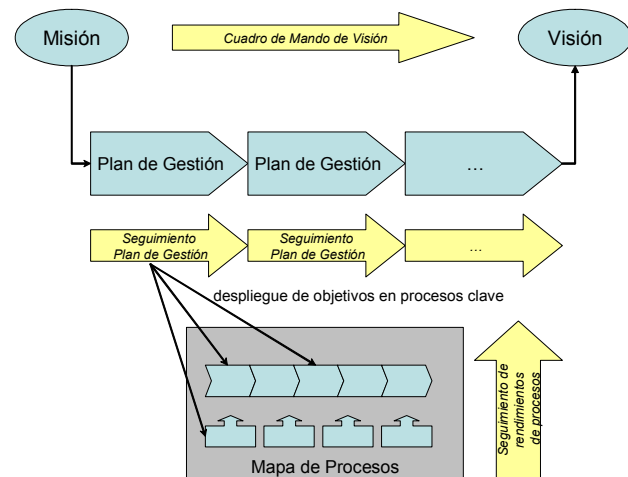 Misión
Cuadro de Mando de Visión
Visión
Plan de Gestión
Plan de Gestión
...
Seguimiento
Plan de Gestión
Seguimiento
Plan de Gestión
...
despliegue de objetivos en procesos clave
Seguimiento de
rendimientos
de procesos
Mapa de Procesos